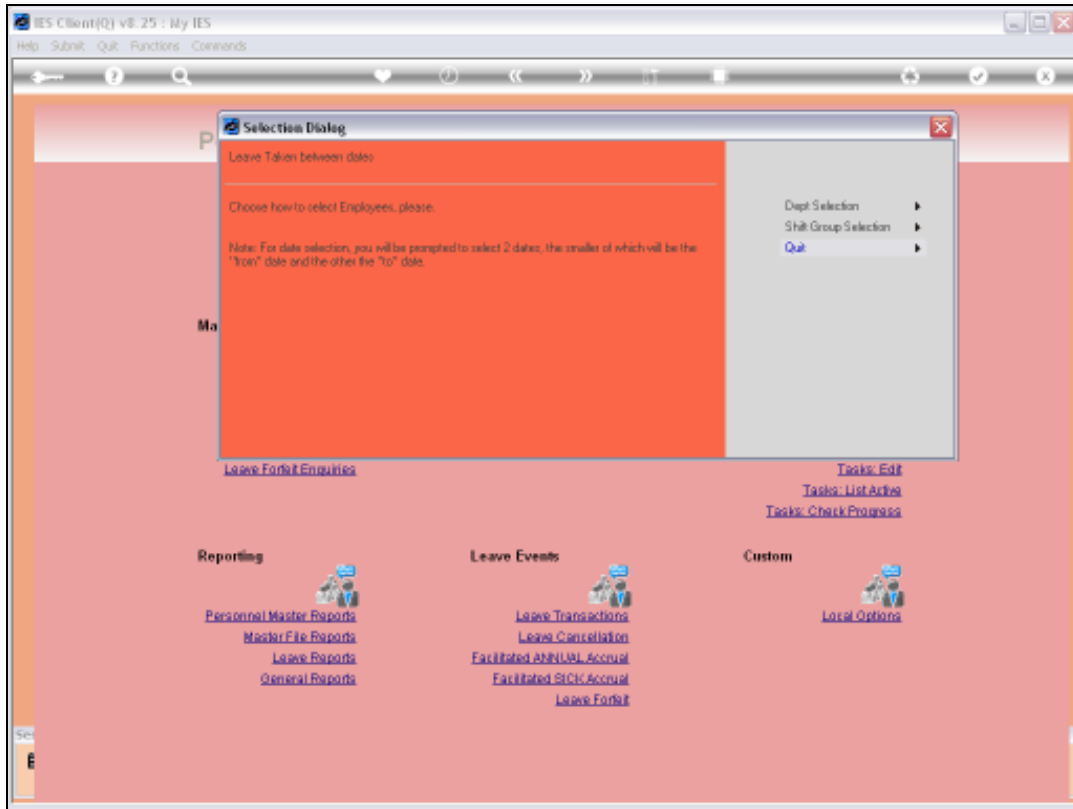 IES Client(Q) v8.25 : My IES
Help Submit Quit Functions Commands
Selection Dialog
Leave Taken between dates
Choose how to select Employees, please.
Note: For date selection, you will be prompted to select 2 dates, the smaller of which will be the
"from" date and the other the "to" date.
Dept Selection
Shift Group Selection
Quit
P
Ma
Leave Forfeit Enquiries
Tasks: Edit
Tasks: List Active
Tasks: Check Progress
Reporting
Personnel Master Reports
Master File Reports
Leave Reports
General Reports
Leave Events
Leave Transactions
Leave Cancellation
Facilitated ANNUAL Accrual
Facilitated SICK Accrual
Leave Forfeit
Custom
Local Options
Se